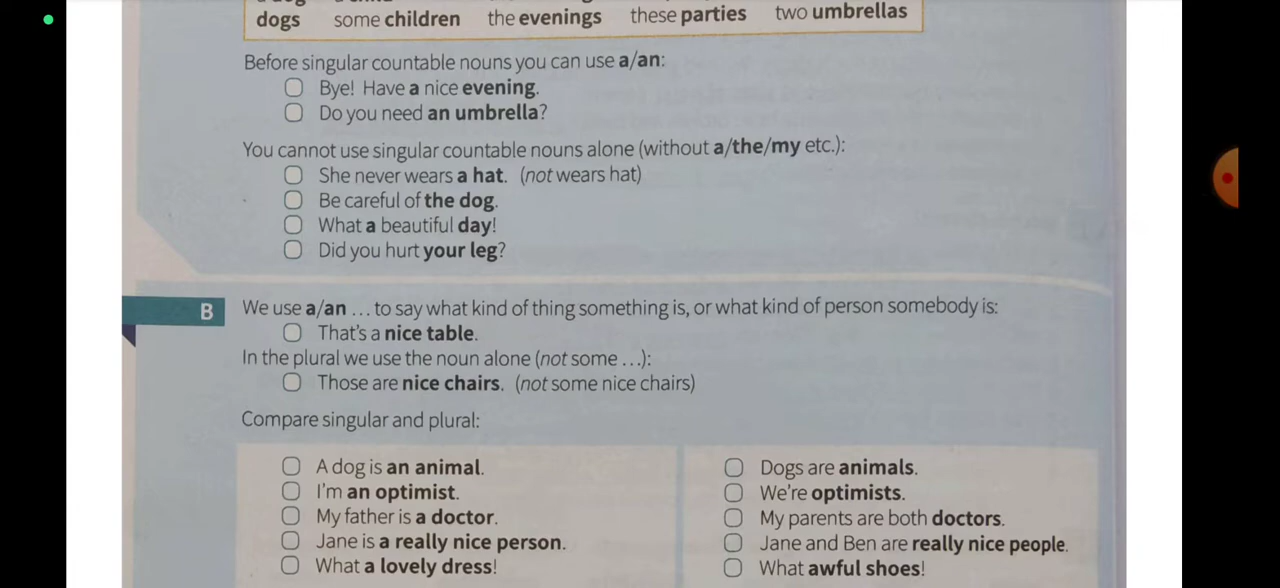 dogs some children the evenings these parties two umbrellas
Before singular countable nouns you can use a/an:
Bye! Have a nice evening.
Do you need an umbrella?
You cannot use singular countable nouns alone (without a/the/my etc.):
She never wears a hat. (not wears hat)
Be careful of the dog.
What a beautiful day!
Did you hurt your leg?
B We use a/an ... to say what kind of thing something is, or what kind of person somebody is:
That's a nice table.
In the plural we use the noun alone (not some ...):
Those are nice chairs. (not some nice chairs)
Compare singular and plural:
A dog is an animal.
I'm an optimist.
My father is a doctor.
Jane is a really nice person.
What a lovely dress!
Dogs are animals.
We're optimists.
My parents are both doctors.
Jane and Ben are really nice people.
What awful shoes!